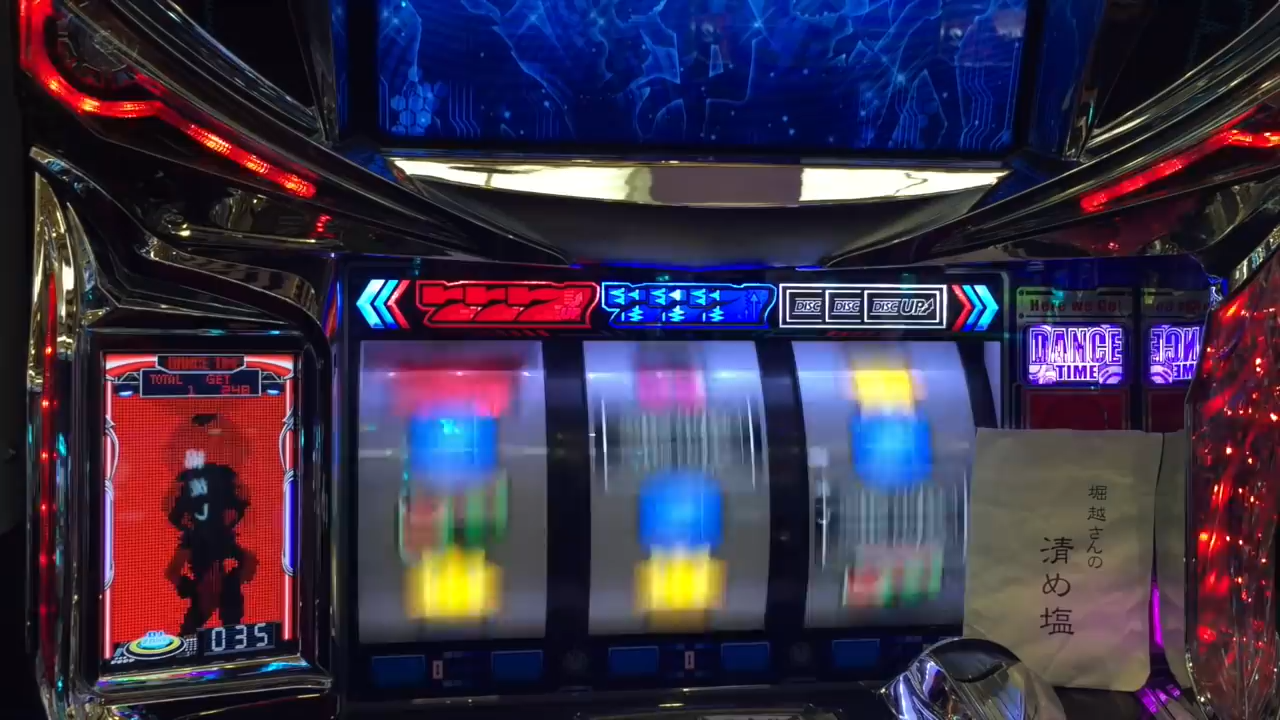 777
DISC
DISC
DISC UP
Here we Go!
DANCE
TIME
DANCE TIME
TOTAL GET
1 248
035
堀越さんの
清め塩